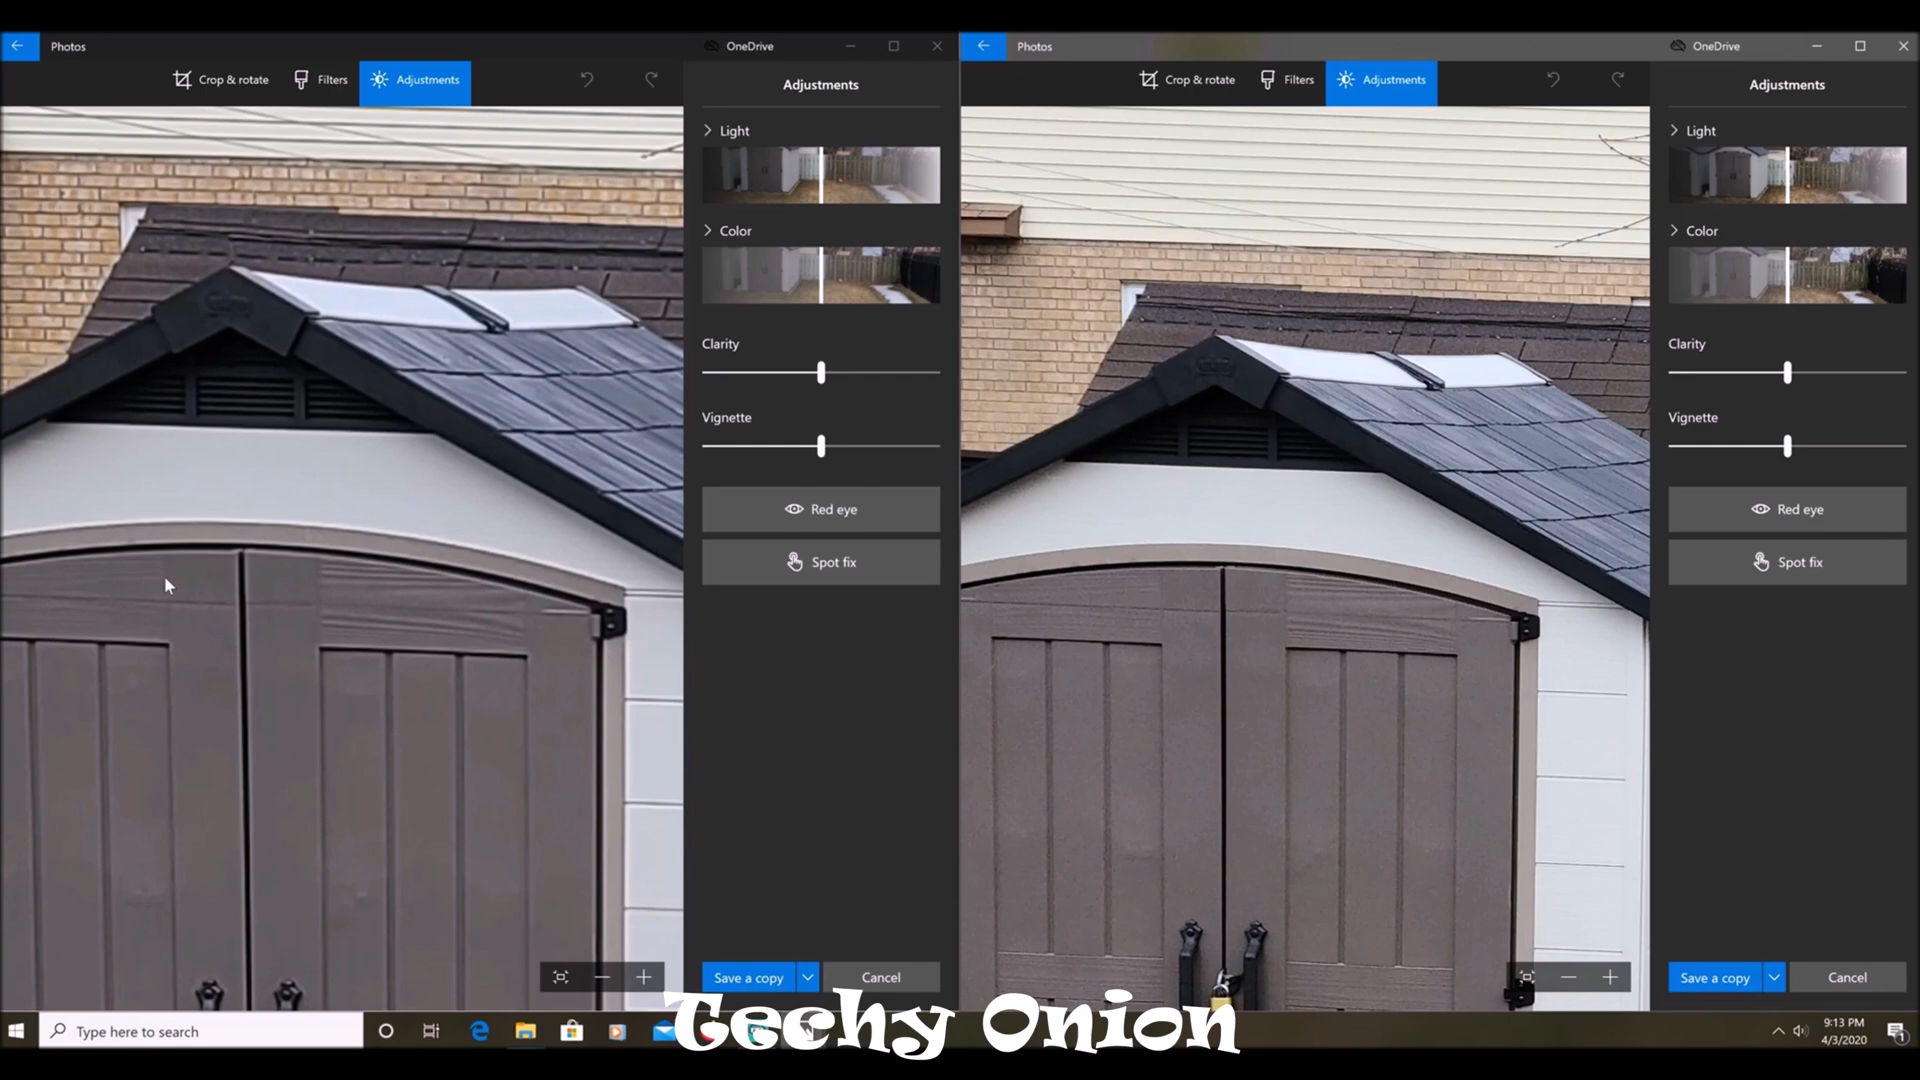 Photos
OneDrive
Crop & rotate
Filters
Adjustments
Adjustments
Light
Color
Clarity
Vignette
Red eye
Spot fix
Save a copy
Cancel
Photos
OneDrive
Crop & rotate
Filters
Adjustments
Adjustments
Light
Color
Clarity
Vignette
Red eye
Spot fix
Save a copy
Cancel
Techy Onion
Type here to search
9:13 PM
4/3/2020
1